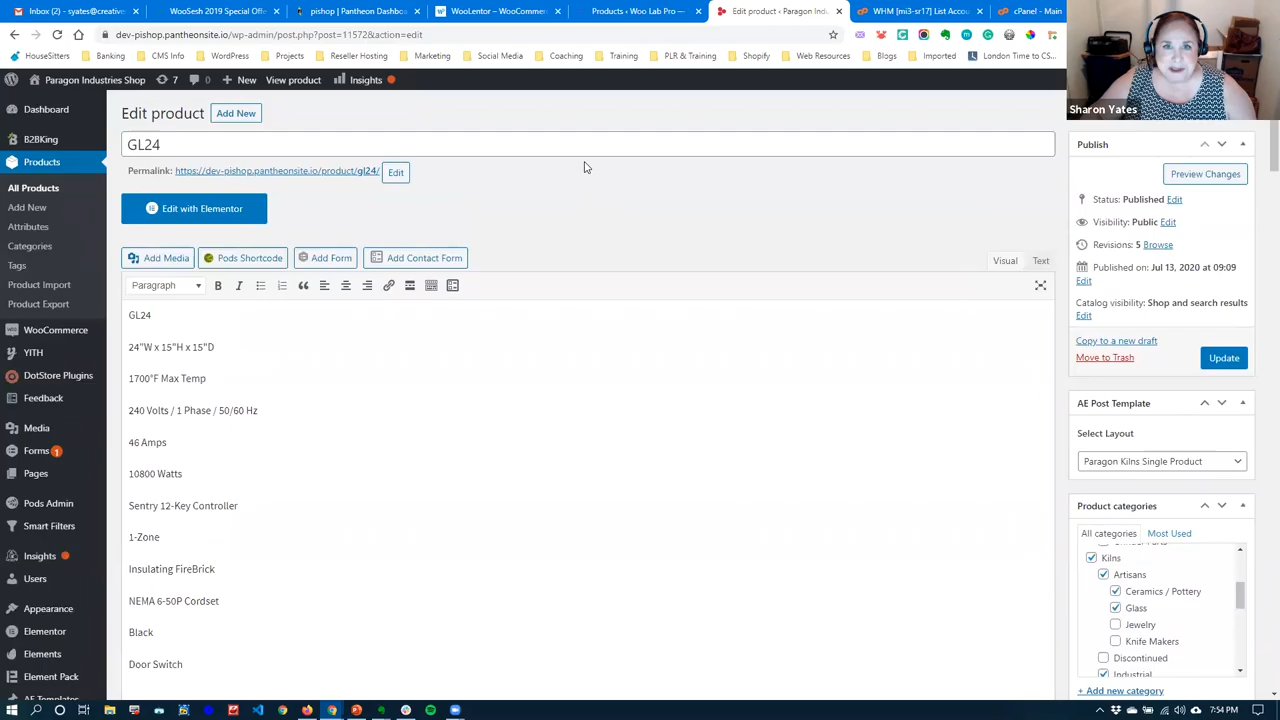 Inbox (29) - syates@creative
WooSesh 2019 Special Off
pishop | Pantheon Dashboa
WooLentor – WooCommer
Products ‹ Woo Lab Pro —
Edit product ‹ Paragon Ind
WHM [mi3-sr17] List Accou
cPanel - Main
dev-pishop.pantheonsite.io/wp-admin/post.php?post=11572&action=edit
HouseSitters
Banking
CMS Info
WordPress
Projects
Reseller Hosting
Marketing
Social Media
Coaching
Training
PLR & Trading
Shopify
Web Resources
Blogs
Imported
London Time to CS...
Paragon Industries Shop
7
0
New
View product
Insights
Sharon Yates
Dashboard
B2BKing
Products
All Products
Add New
Attributes
Categories
Tags
Product Import
Product Export
WooCommerce
YITH
DotStore Plugins
Feedback
Media
Forms 1
Pages
Pods Admin
Smart Filters
Insights
Users
Appearance
Elementor
Elements
Element Pack
AE Templates
Edit product
Add New
GL24
Permalink: https://dev-pishop.pantheonsite.io/product/gl24/ Edit
Edit with Elementor
Add Media
Pods Shortcode
Add Form
Add Contact Form
Visual
Text
Paragraph
B
I
GL24
24"W x 15"H x 15"D
1700°F Max Temp
240 Volts / 1 Phase / 50/60 Hz
46 Amps
10800 Watts
Sentry 12-Key Controller
1-Zone
Insulating FireBrick
NEMA 6-50P Cordset
Black
Door Switch
Publish
Preview Changes
Status: Published Edit
Visibility: Public Edit
Revisions: 5 Browse
Published on: Jul 13, 2020 at 09:09
Edit
Catalog visibility: Shop and search results
Edit
Copy to a new draft
Move to Trash
Update
AE Post Template
Select Layout
Paragon Kilns Single Product
Product categories
All categories
Most Used
Kilns
Artisans
Ceramics / Pottery
Glass
Jewelry
Knife Makers
Discontinued
Industrial
+ Add new category
7:54 PM